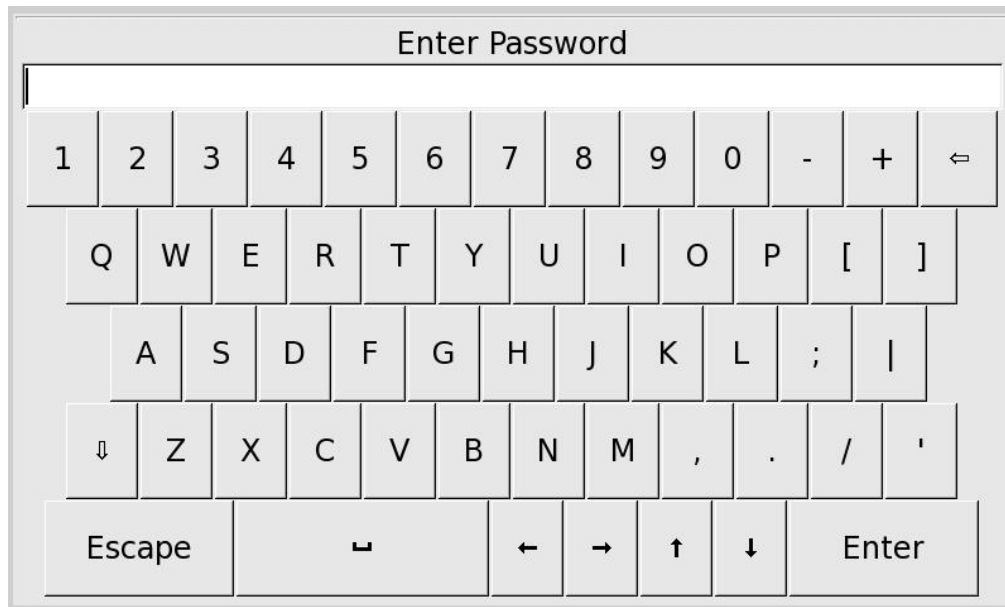 Enter Password
1 2 3 4 5 6 7 8 9 0 - + ⇦
Q W E R T Y U I O P [ ]
A S D F G H J K L ; |
⇩ Z X C V B N M , . / '
Escape ␣ ← → ↑ ↓ Enter